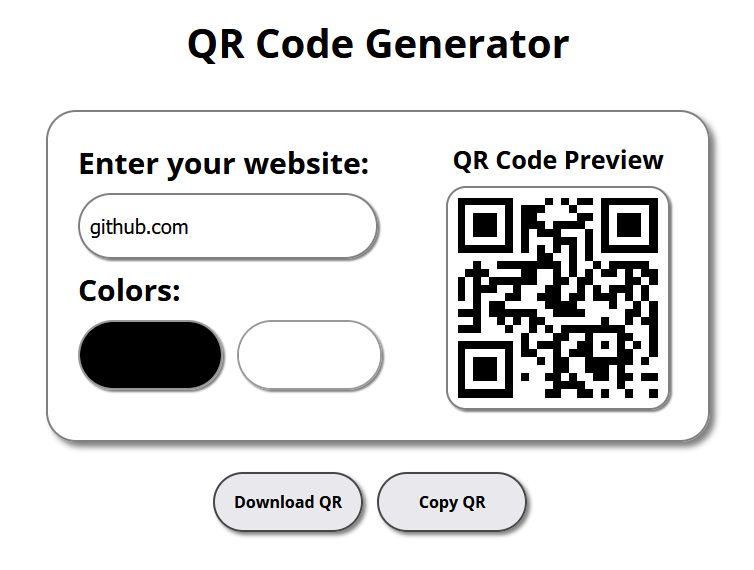 QR Code Generator
Enter your website:
github.com
Colors:
QR Code Preview
Download QR
Copy QR